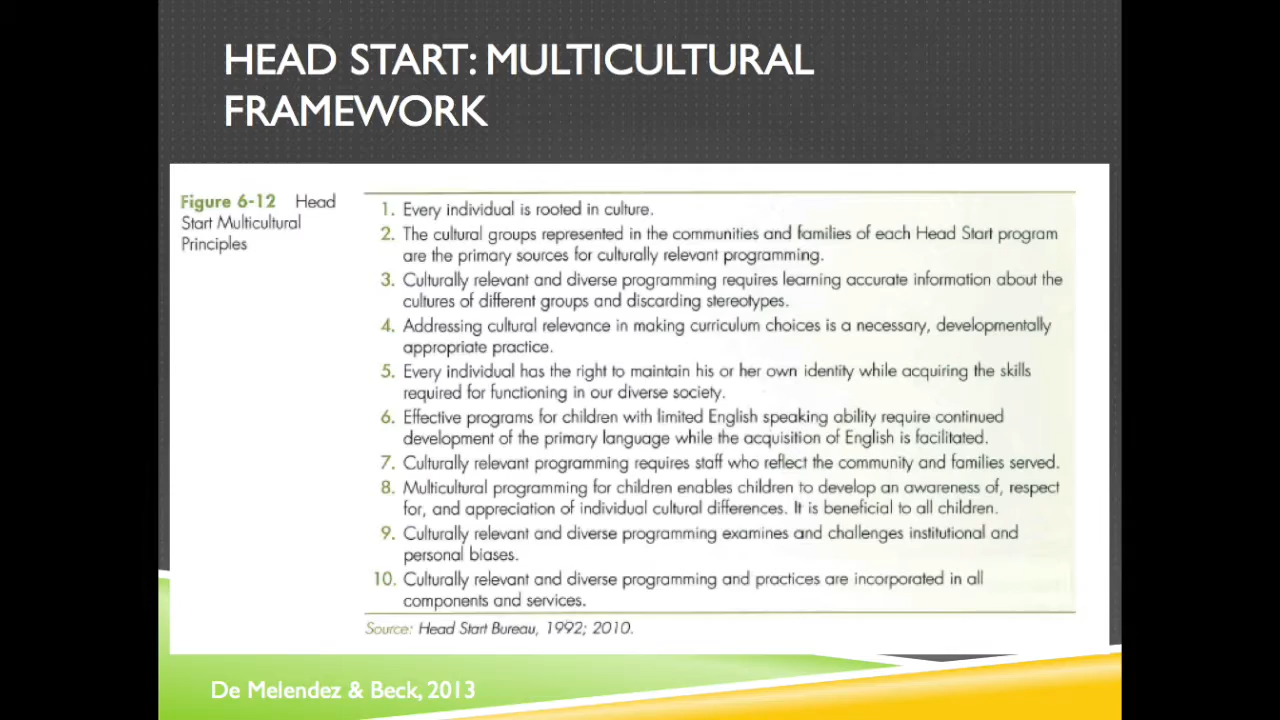 HEAD START: MULTICULTURAL
FRAMEWORK
Figure 6-12 Head
Start Multicultural
Principles
1. Every individual is rooted in culture.
2. The cultural groups represented in the communities and families of each Head Start program
are the primary sources for culturally relevant programming.
3. Culturally relevant and diverse programming requires learning accurate information about the
cultures of different groups and discarding stereotypes.
4. Addressing cultural relevance in making curriculum choices is a necessary, developmentally
appropriate practice.
5. Every individual has the right to maintain his or her own identity while acquiring the skills
required for functioning in our diverse society.
6. Effective programs for children with limited English speaking ability require continued
development of the primary language while the acquisition of English is facilitated.
7. Culturally relevant programming requires staff who reflect the community and families served.
8. Multicultural programming for children enables children to develop an awareness of, respect
for, and appreciation of individual cultural differences. It is beneficial to all children.
9. Culturally relevant and diverse programming examines and challenges institutional and
personal biases.
10. Culturally relevant and diverse programming and practices are incorporated in all
components and services.
Source: Head Start Bureau, 1992; 2010.
De Melendez & Beck, 2013